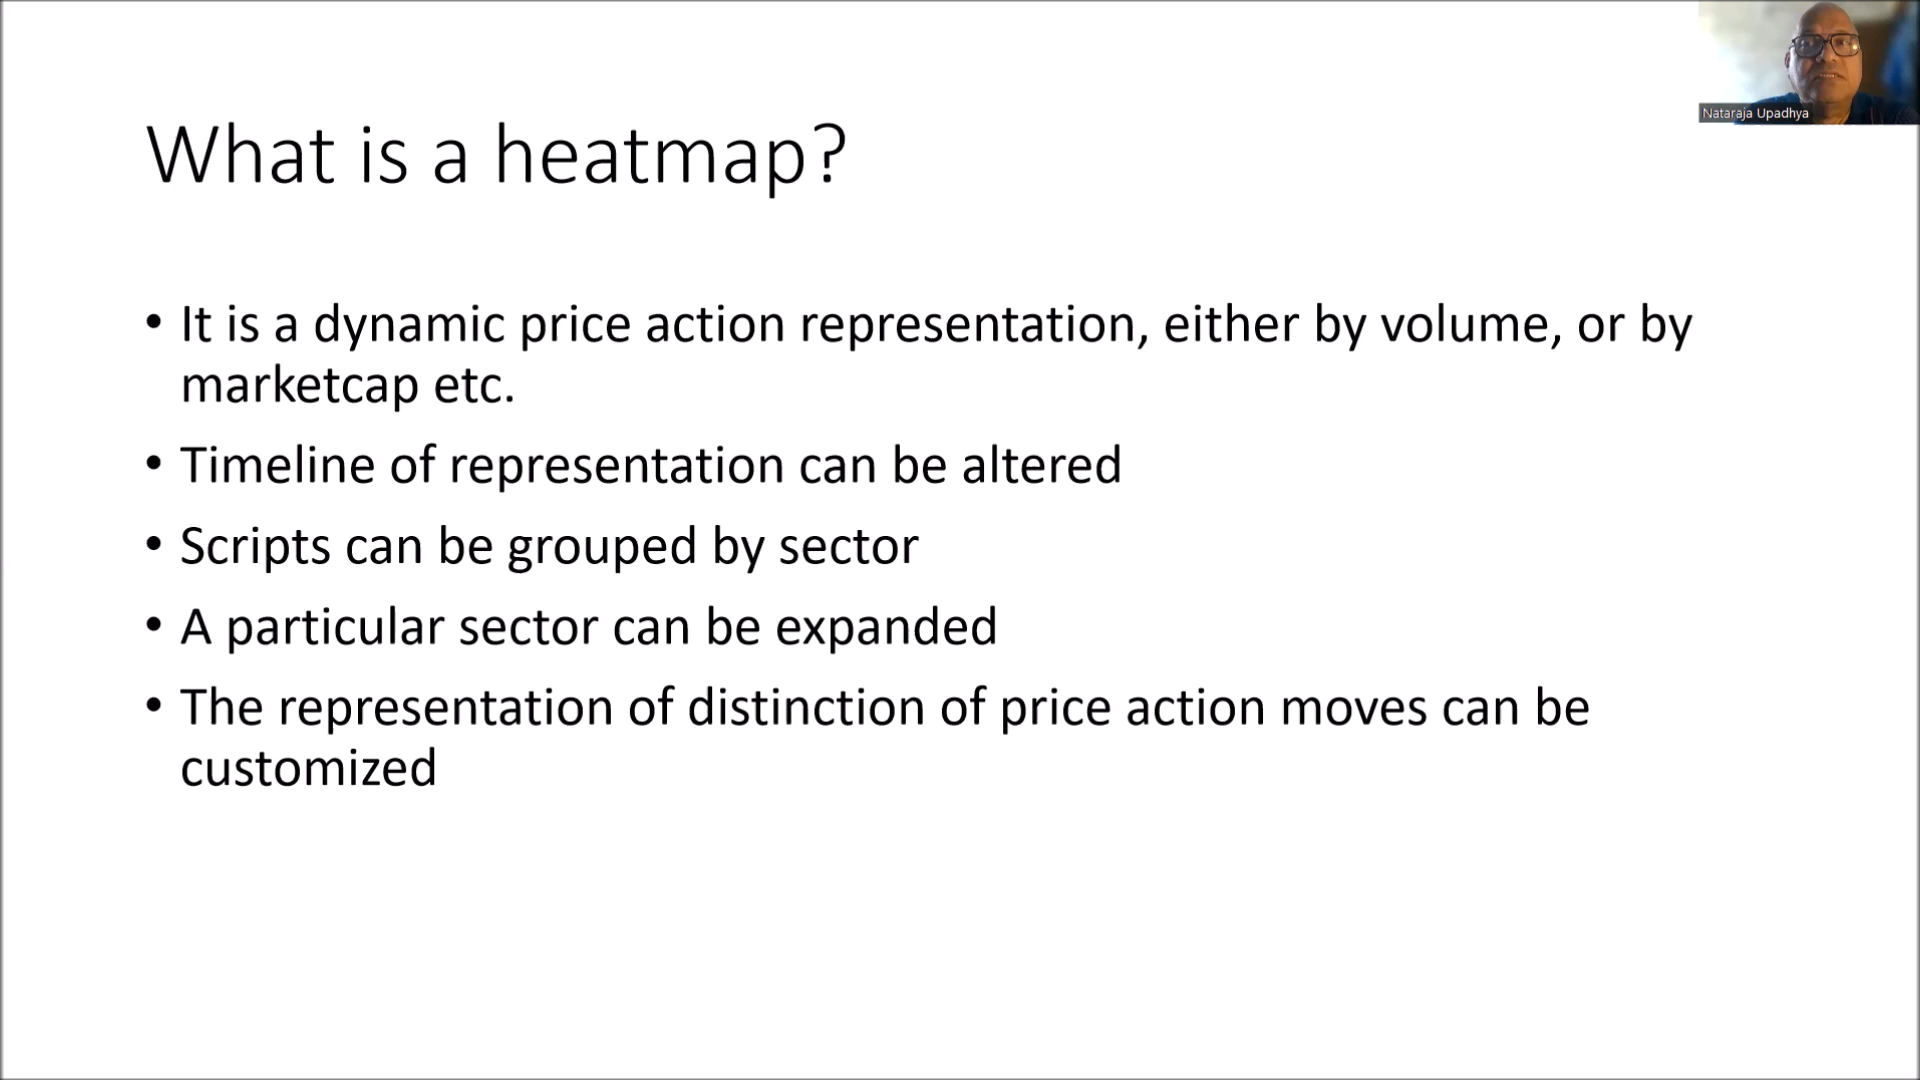 Nataraja Upadhya
What is a heatmap?
• It is a dynamic price action representation, either by volume, or by
marketcap etc.
• Timeline of representation can be altered
• Scripts can be grouped by sector
• A particular sector can be expanded
• The representation of distinction of price action moves can be
customized